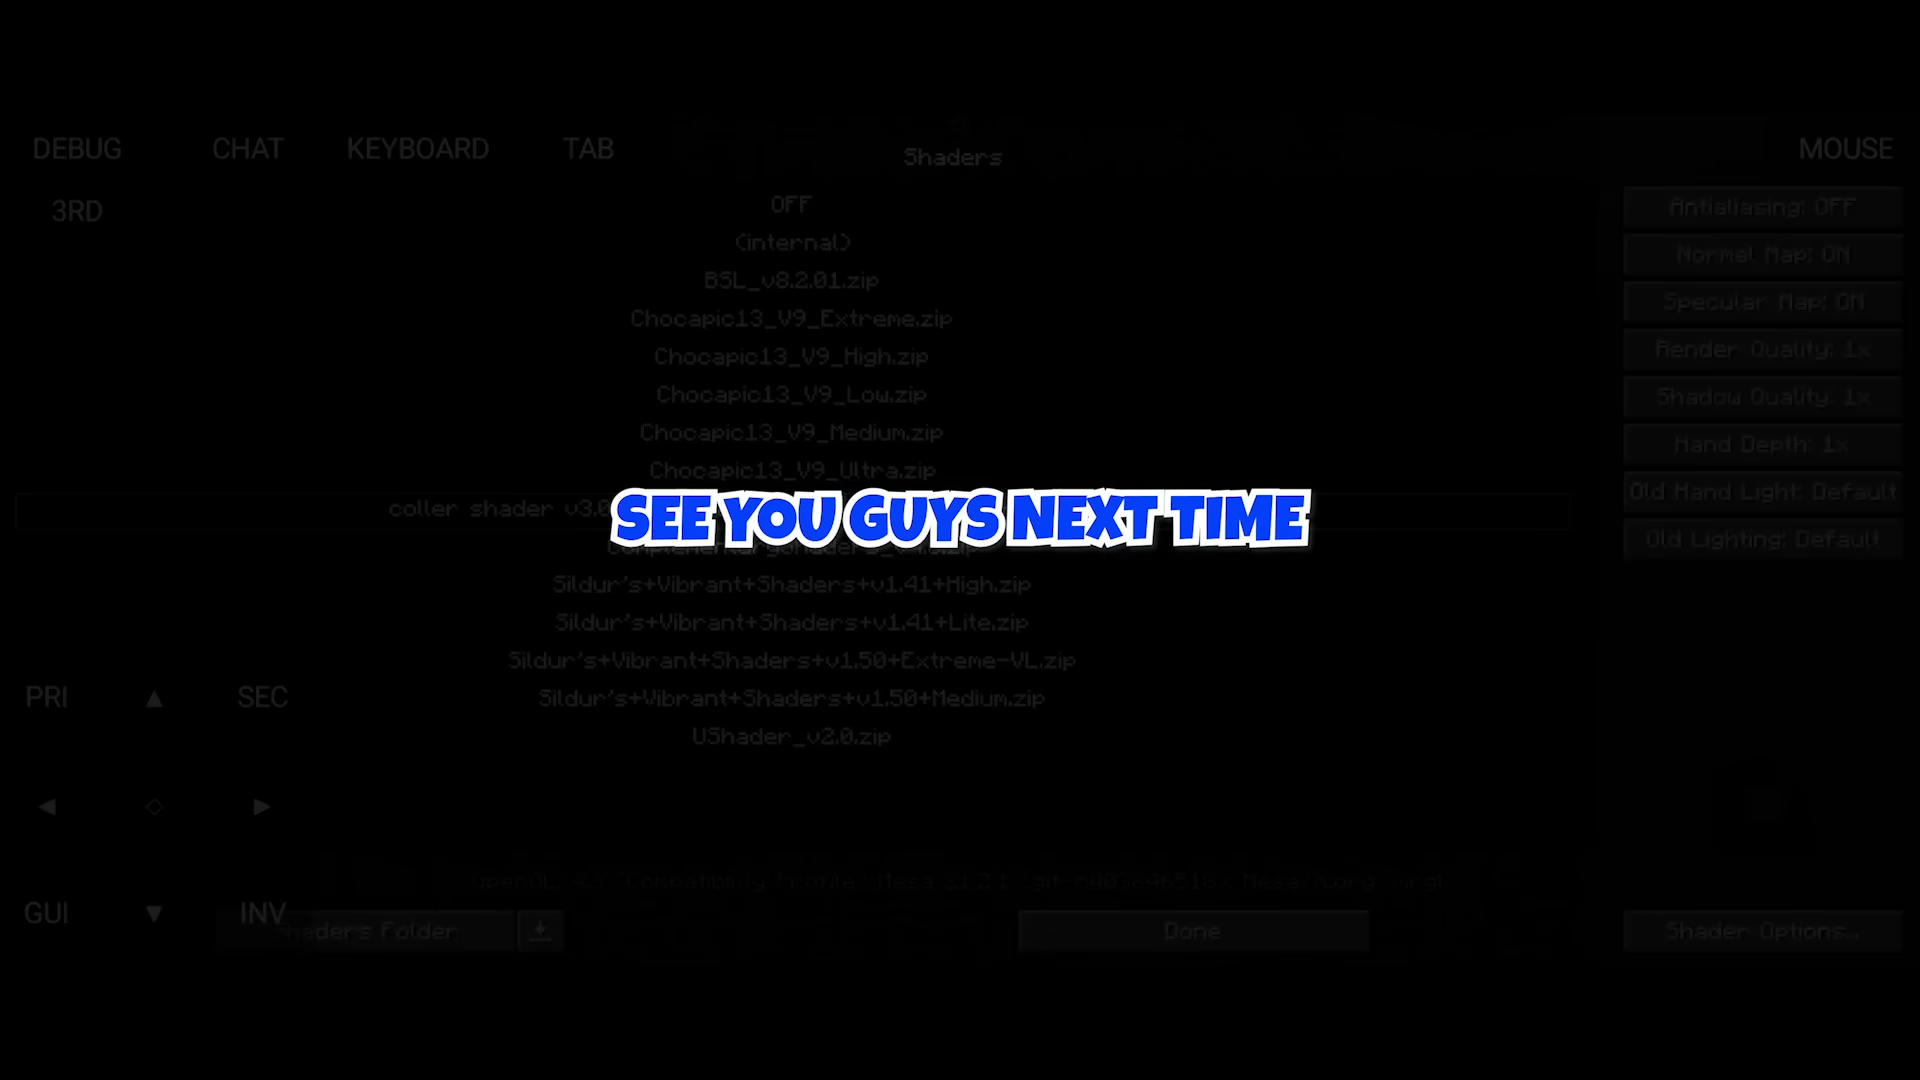 DEBUG CHAT KEYBOARD TAB MOUSE
Shaders
3RD
OFF
(internal)
BSL_v8.2.01.zip
Chocapic13_V9_Extreme.zip
Chocapic13_V9_High.zip
Chocapic13_V9_Low.zip
Chocapic13_V9_Medium.zip
Chocapic13_V9_Ultra.zip
coller shader v3.0
SEE YOU GUYS NEXT TIME
Sildur's+Vibrant+Shaders+v1.41+High.zip
Sildur's+Vibrant+Shaders+v1.41+Lite.zip
Sildur's+Vibrant+Shaders+v1.50+Extreme-VL.zip
Sildur's+Vibrant+Shaders+v1.50+Medium.zip
UShader_v2.0.zip
Antialiasing: OFF
Normal Map: ON
Specular Map: ON
Render Quality: 1x
Shadow Quality: 1x
Hand Depth: 1x
Old Hand Light: Default
Old Lighting: Default
PRI ▲ SEC
◀ ◇ ▶
GUI ▼ INV
Shaders Folder
Done
Shader Options...